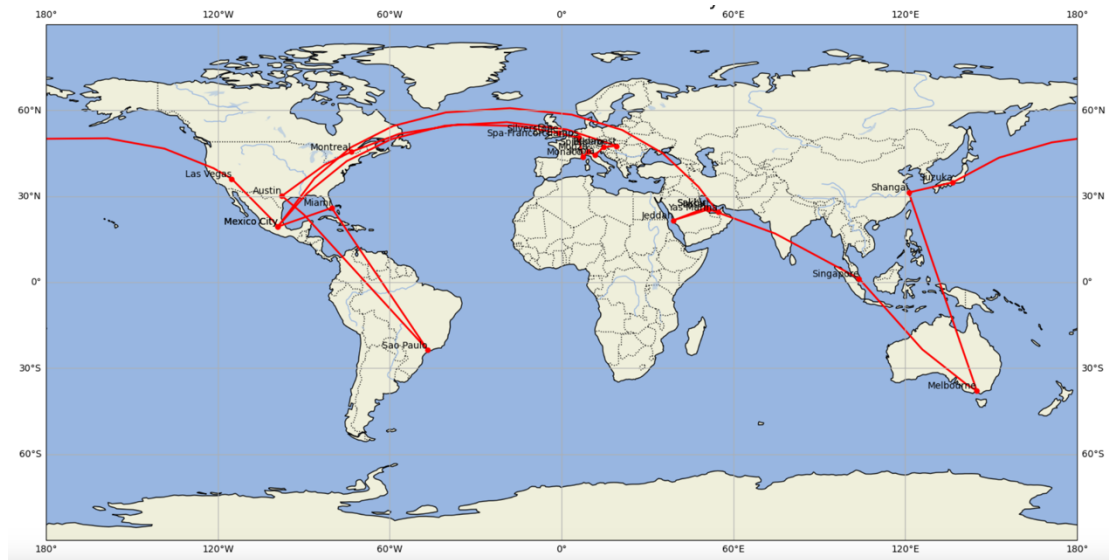 180° 120°W 60°W 0° 60°E 120°E 180°
60°N 60°N
Silverstone
Spa-Francorchamps
Montreal
Monaco
Las Vegas
Suzuka
Austin
Shangai
30°N 30°N
Miami
Yas Marina
Jeddah
Mexico City
0° 0°
Singapore
Sao Paulo
30°S 30°S
Melbourne
60°S 60°S
180° 120°W 60°W 0° 60°E 120°E 180°